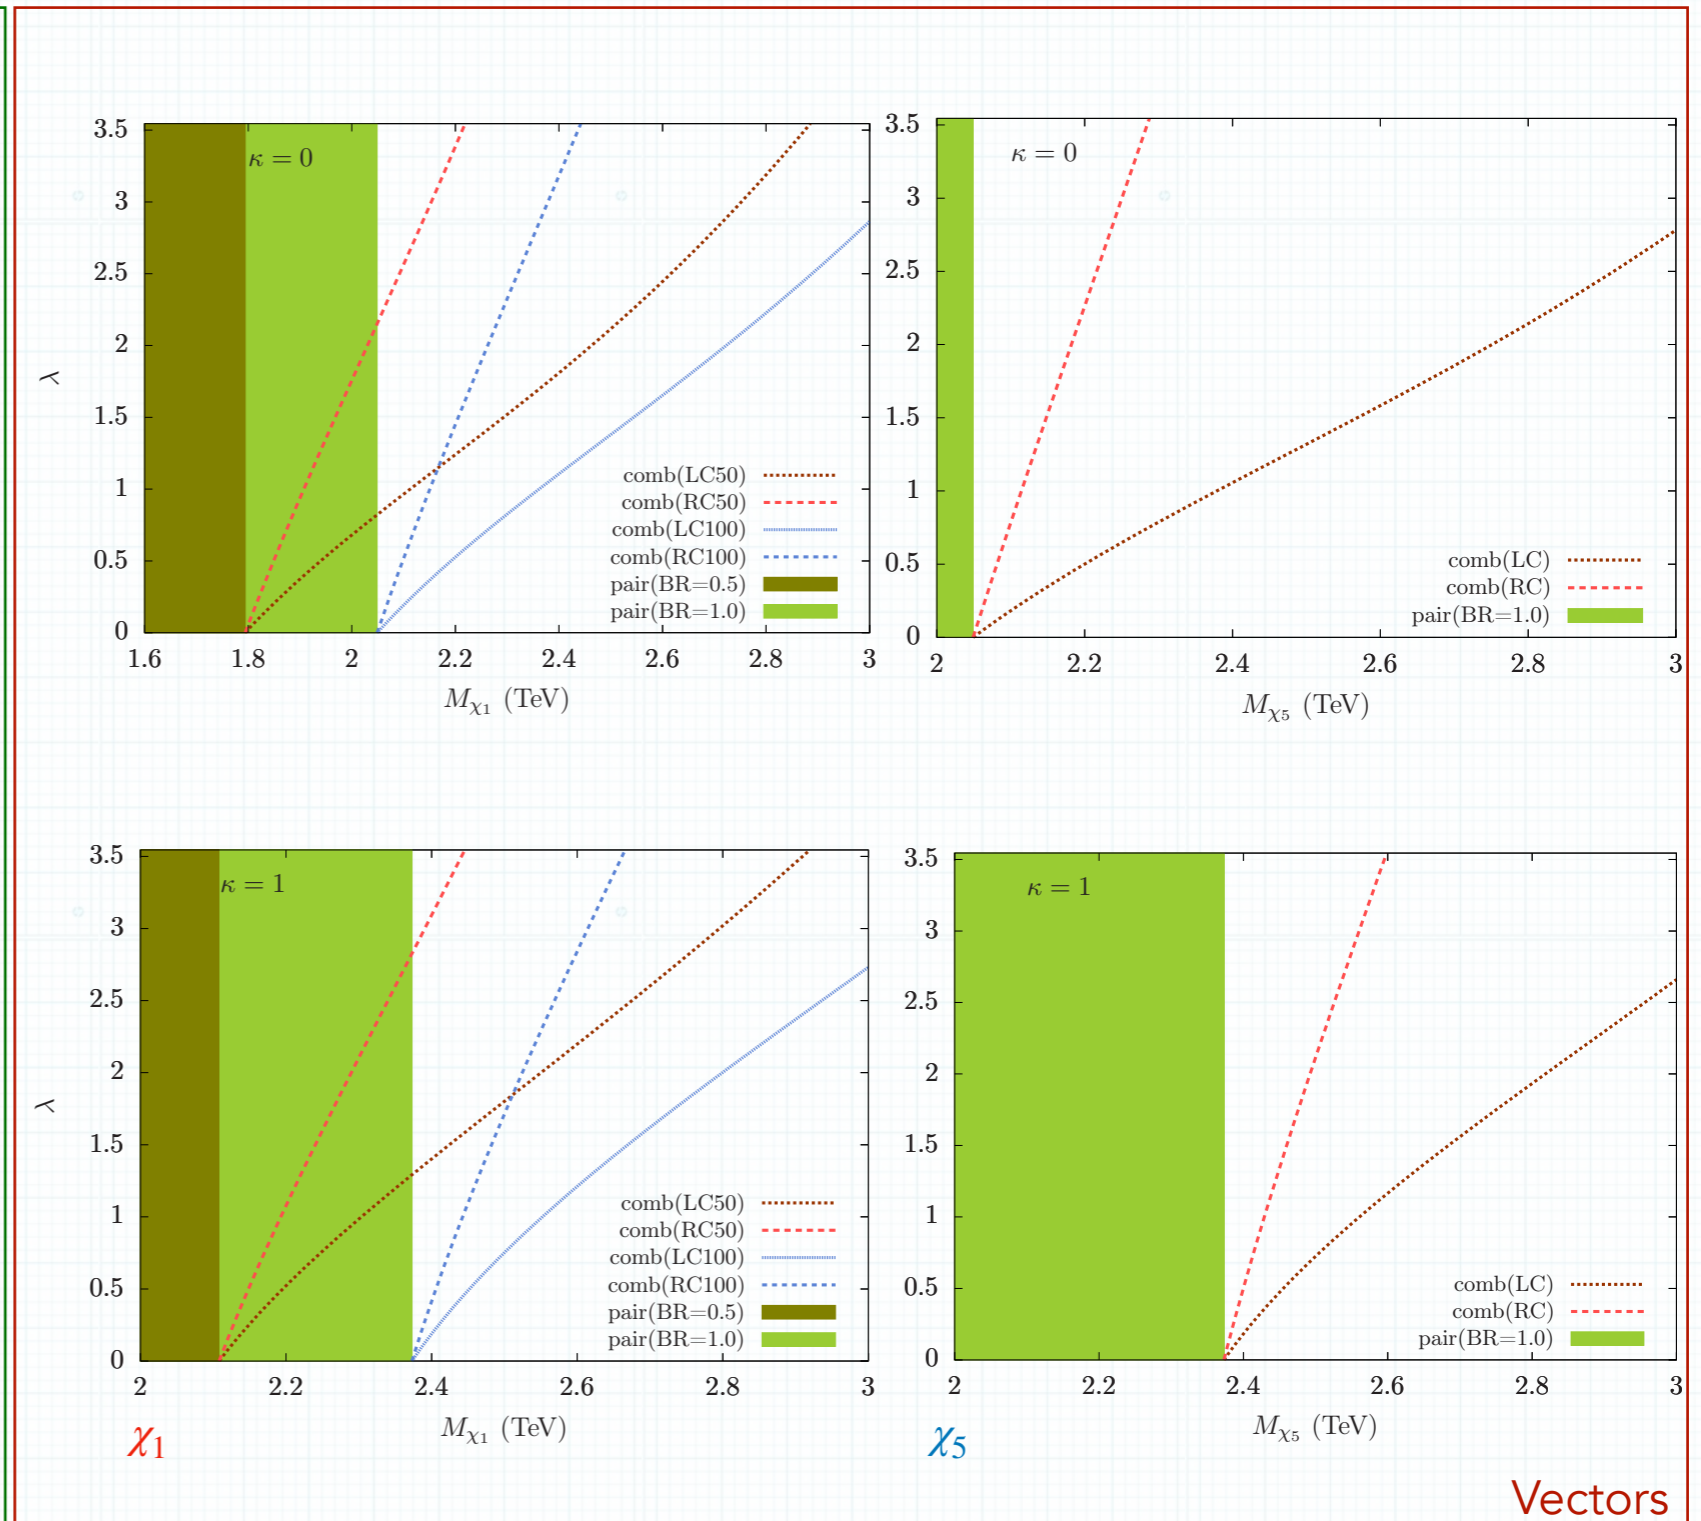 3.5
3
2.5
2
1.5
1
0.5
0
λ
κ = 0
comb(LC50)
comb(RC50)
comb(LC100)
comb(RC100)
pair(BR=0.5)
pair(BR=1.0)
1.6 1.8 2 2.2 2.4 2.6 2.8 3
M_χ₁ (TeV)
3.5
3
2.5
2
1.5
1
0.5
0
κ = 0
comb(LC)
comb(RC)
pair(BR=1.0)
2 2.2 2.4 2.6 2.8 3
M_χ₅ (TeV)
3.5
3
2.5
2
1.5
1
0.5
0
λ
κ = 1
comb(LC50)
comb(RC50)
comb(LC100)
comb(RC100)
pair(BR=0.5)
pair(BR=1.0)
2 2.2 2.4 2.6 2.8 3
M_χ₁ (TeV)
χ₁
3.5
3
2.5
2
1.5
1
0.5
0
κ = 1
comb(LC)
comb(RC)
pair(BR=1.0)
2 2.2 2.4 2.6 2.8 3
M_χ₅ (TeV)
χ₅
Vectors